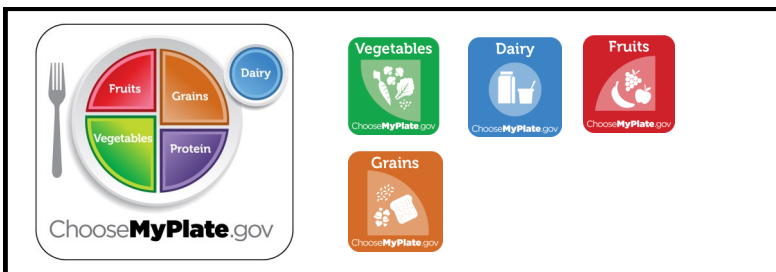 Fruits
Grains
Dairy
Vegetables
Protein
ChooseMyPlate.gov
Vegetables
ChooseMyPlate.gov
Dairy
ChooseMyPlate.gov
Fruits
ChooseMyPlate.gov
Grains
ChooseMyPlate.gov